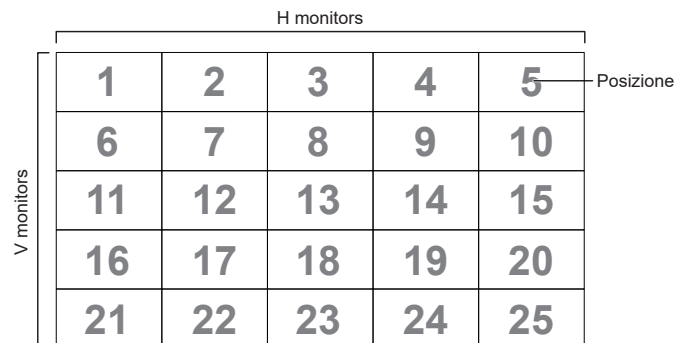 H monitors
1 2 3 4 5 Posizione
6 7 8 9 10
V monitors
11 12 13 14 15
16 17 18 19 20
21 22 23 24 25